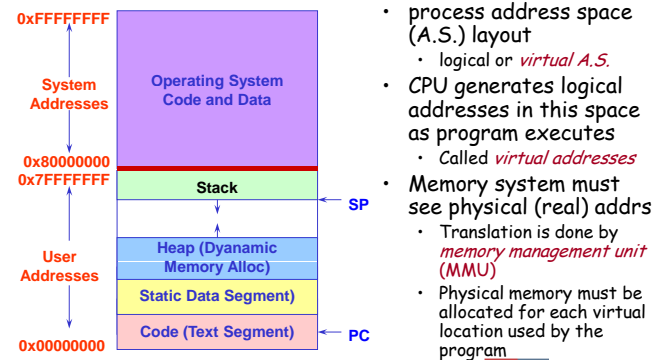 0xFFFFFFFF
System
Addresses
0x80000000
0x7FFFFFFF
User
Addresses
0x00000000
Operating System
Code and Data
Stack
SP
Heap (Dyanamic
Memory Alloc)
Static Data Segment)
Code (Text Segment)
PC
• process address space
(A.S.) layout
• logical or virtual A.S.
• CPU generates logical
addresses in this space
as program executes
• Called virtual addresses
• Memory system must
see physical (real) addrs
• Translation is done by
memory management unit
(MMU)
• Physical memory must be
allocated for each virtual
location used by the
program